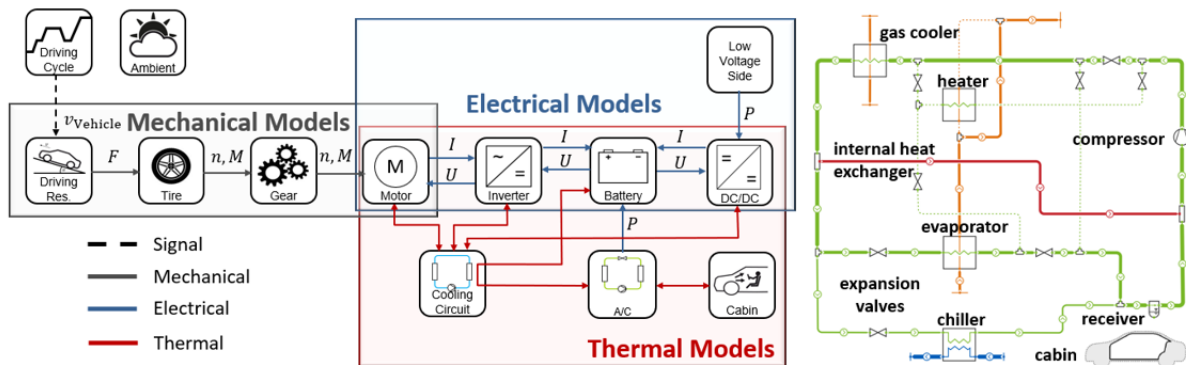 Driving
Cycle
Ambient
v_Vehicle
Mechanical Models
Driving
Res.
F
Tire
n, M
Gear
n, M
Electrical Models
Low
Voltage
Side
P
M
Motor
I
U
Inverter
I
U
Battery
I
U
DC/DC
P
Cooling
Circuit
A/C
Cabin
Thermal Models
Signal
Mechanical
Electrical
Thermal
gas cooler
heater
compressor
internal heat
exchanger
evaporator
expansion
valves
chiller
receiver
cabin